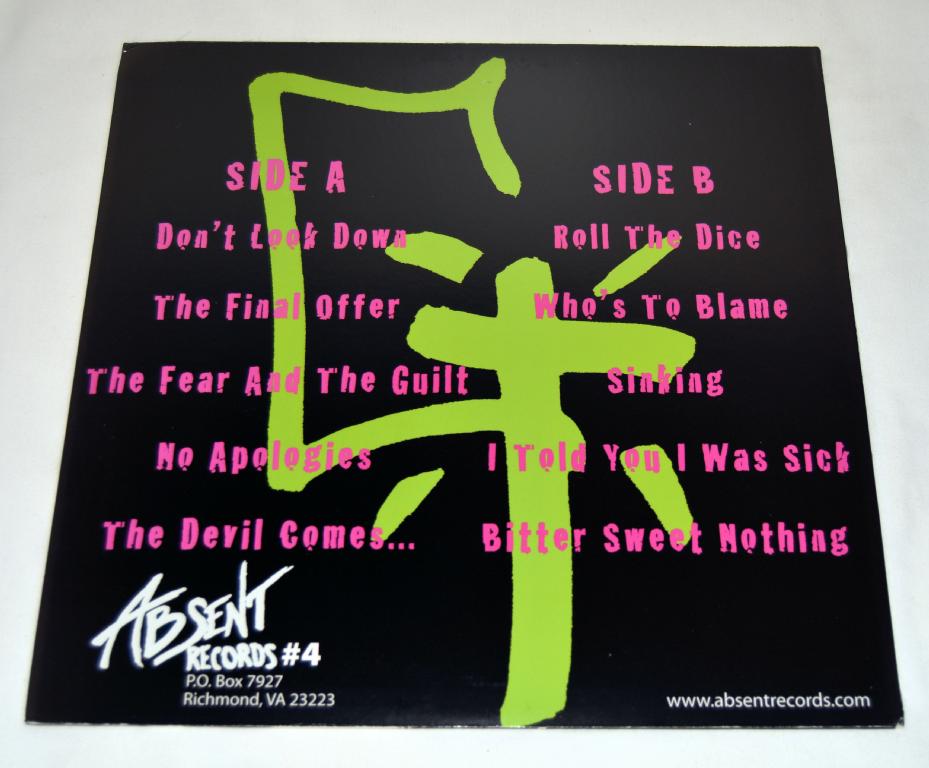 SIDE A
Don't Look Down
The Final Offer
The Fear And The Guilt
No Apologies
The Devil Comes...
SIDE B
Roll The Dice
Who's To Blame
Sinking
I Told You I Was Sick
Bitter Sweet Nothing
ABSENT
RECORDS #4
P.O. Box 7927
Richmond, VA 23223
www.absentrecords.com